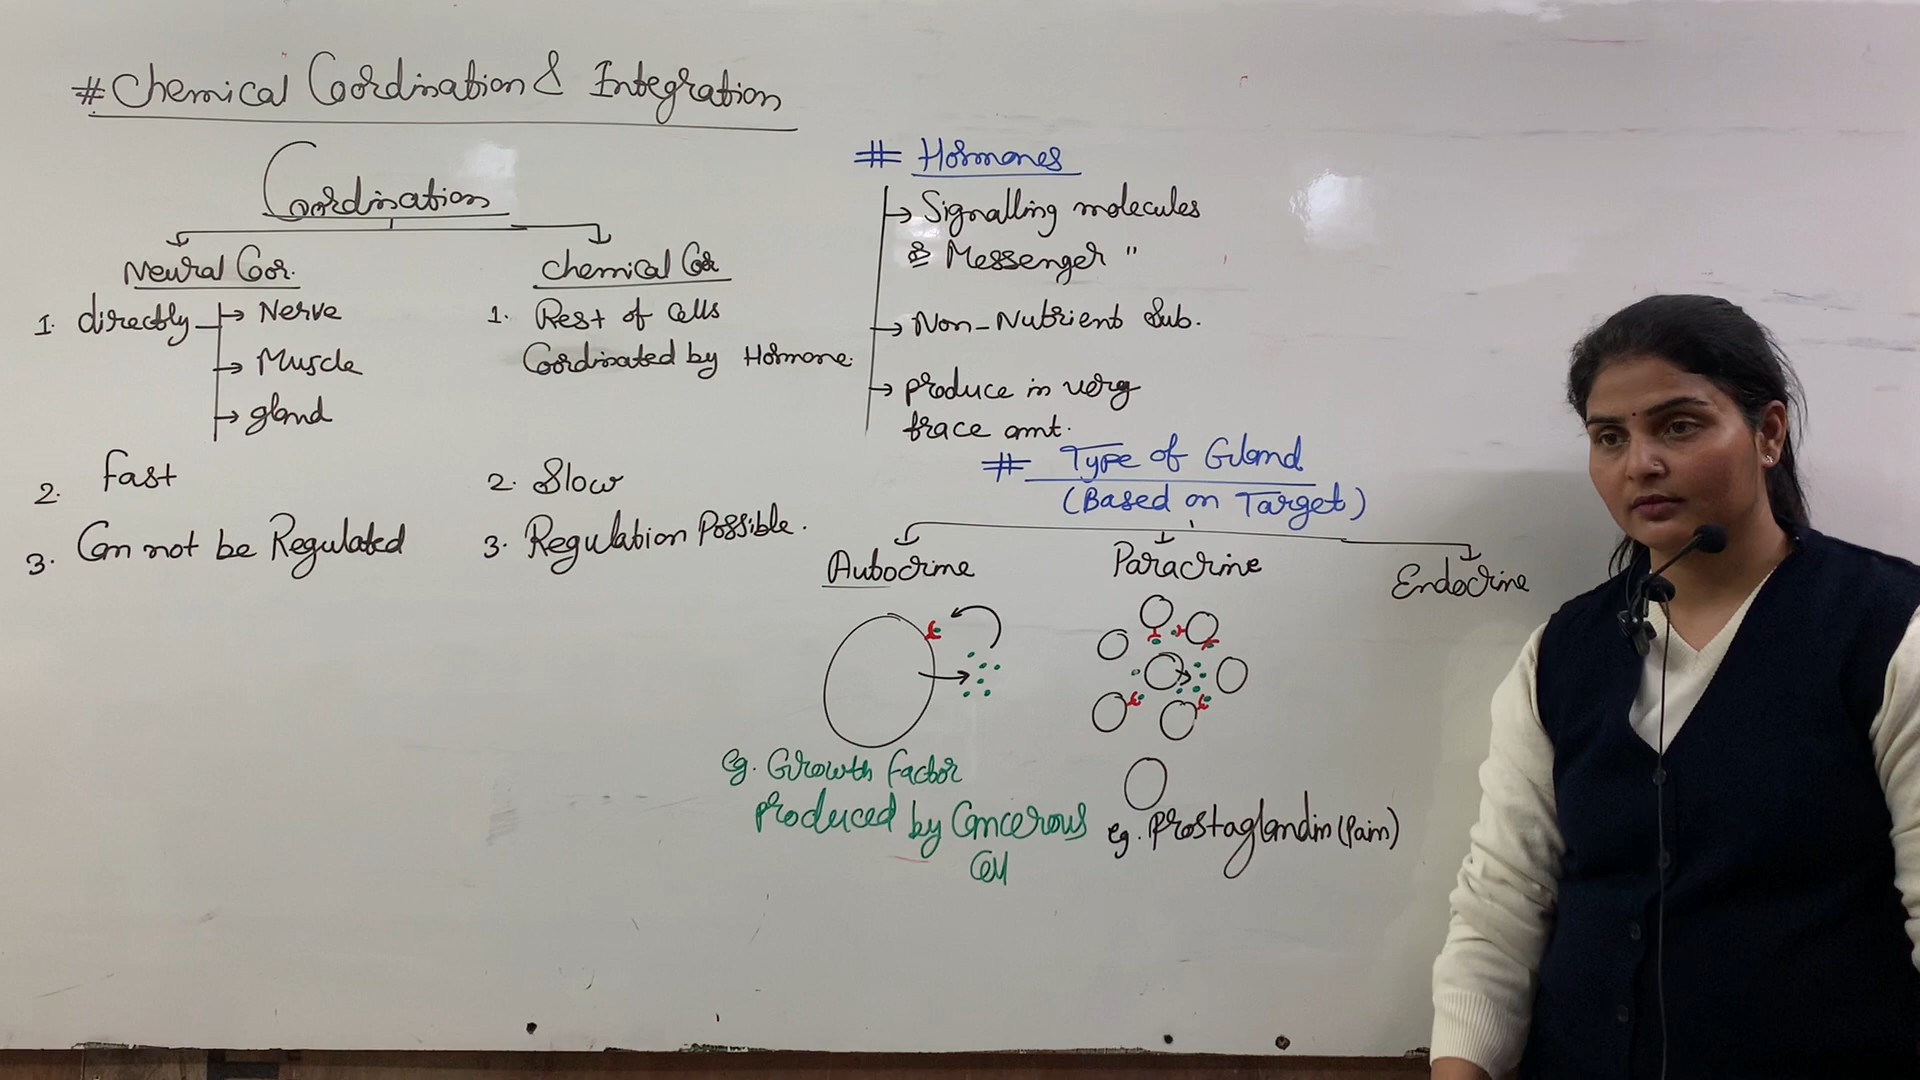 # Chemical Coordination & Integration
Coordination
Neural Cor.
1. directly → Nerve
→ Muscle
→ gland
2. fast
3. Can not be Regulated
Chemical Cor
1. Rest of Cells
Coordinated by Hormone.
2. Slow
3. Regulation Possible.
# Hormones
→ Signalling molecules
& Messenger "
→ Non-Nutrient Sub.
→ produce in very
trace amt.
# Type of Gland
(Based on Target)
Autocrine
Paracrine
Endocrine
eg. Growth factor
produced by Cancerous
Cell
eg. Prostaglandin (Pain)